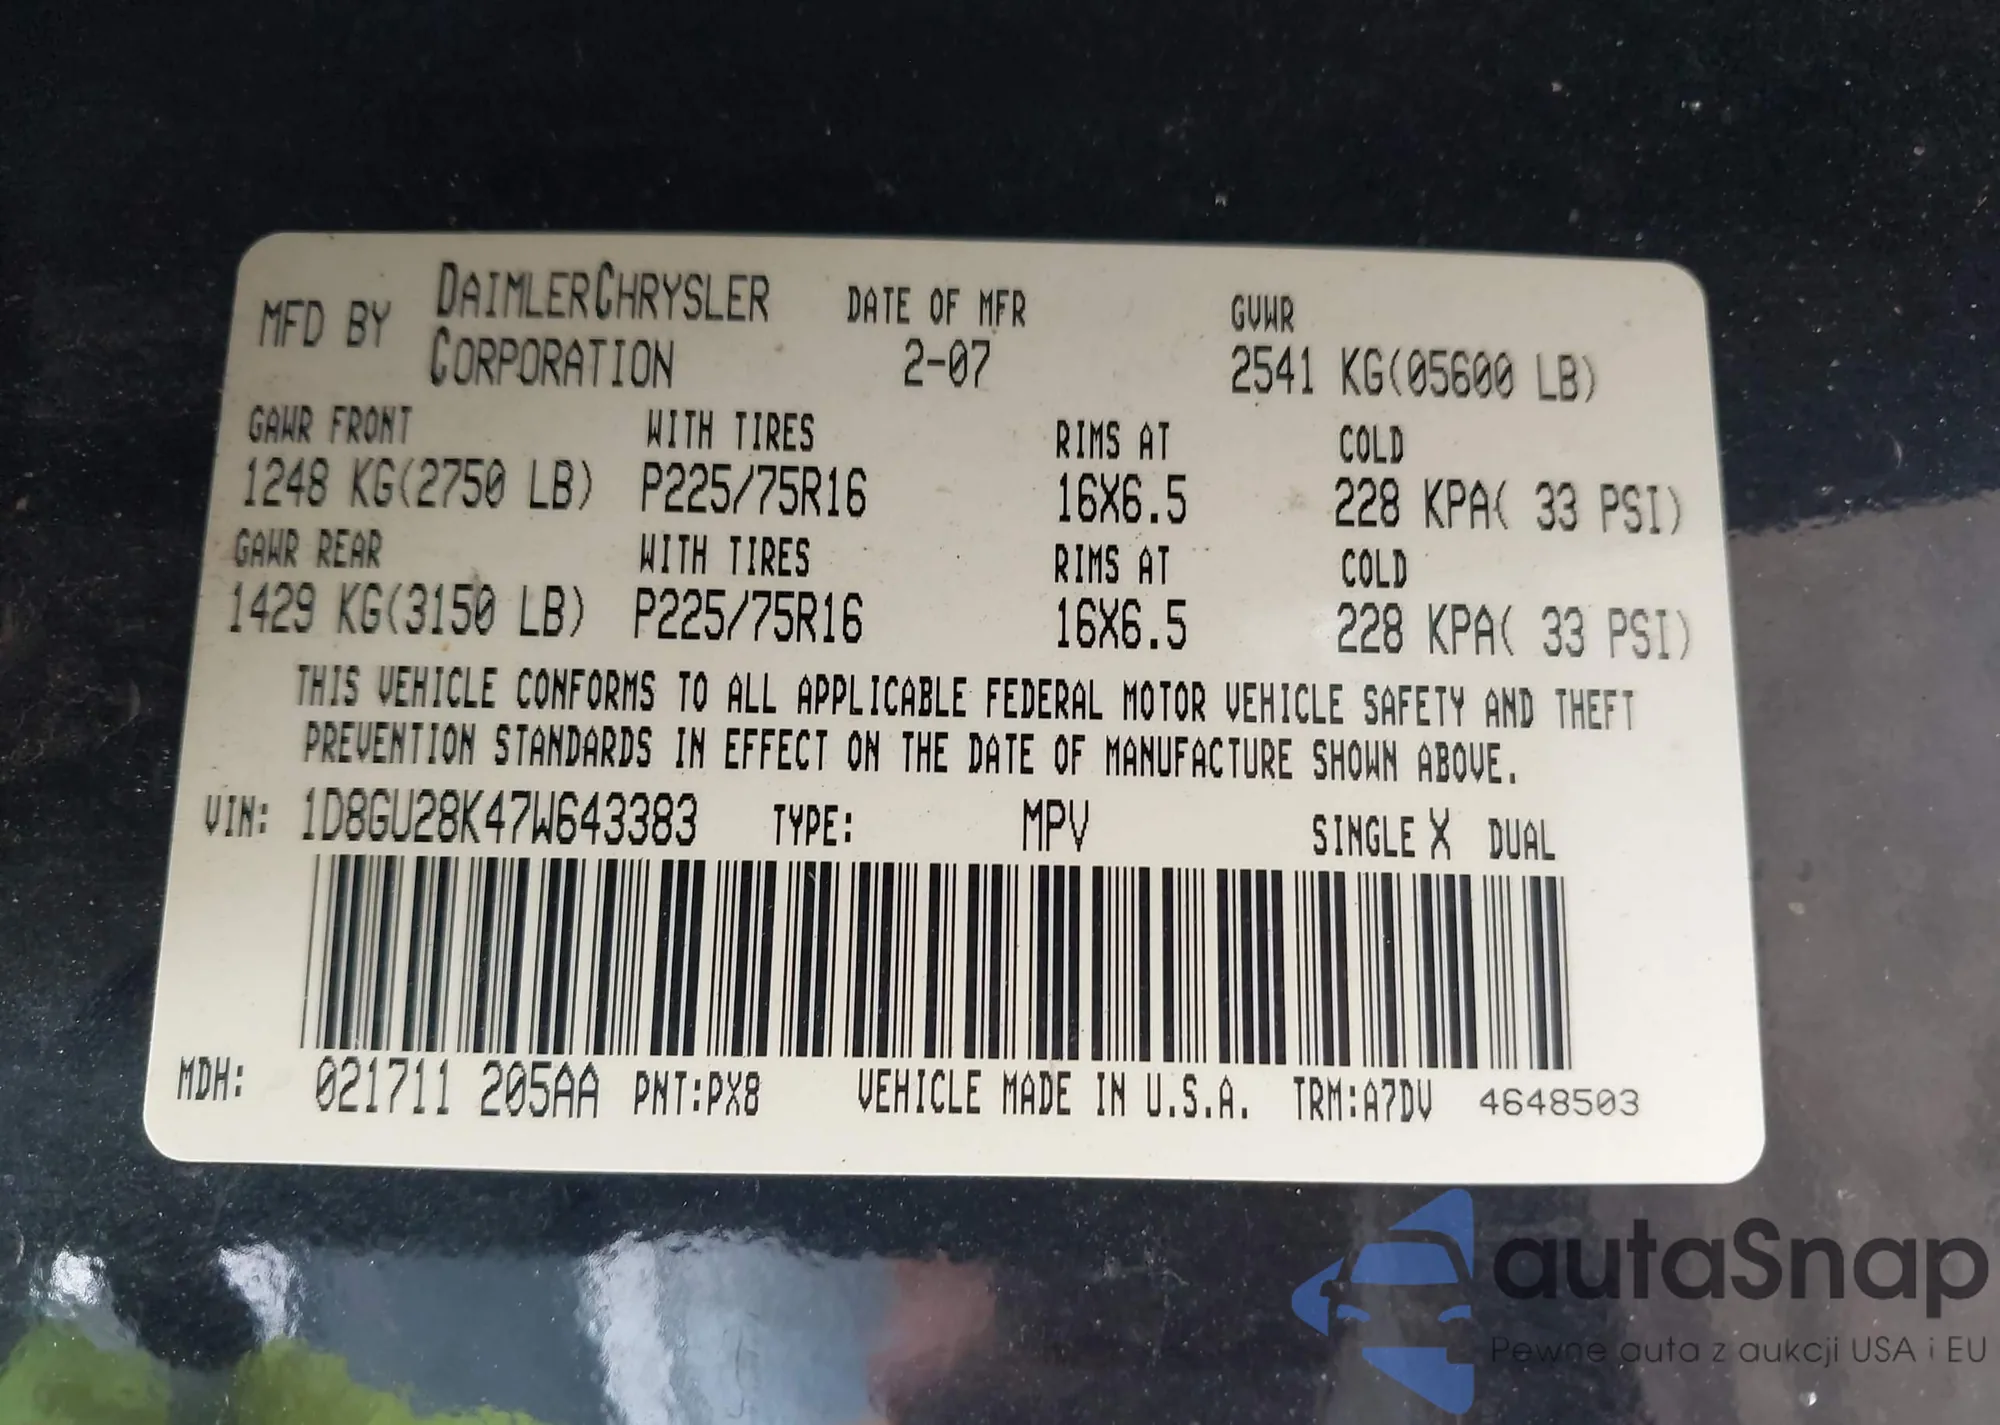 MFD BY DAIMLERCHRYSLER CORPORATION DATE OF MFR 2-07 GVWR 2541 KG(05600 LB)
GAWR FRONT WITH TIRES RIMS AT COLD
1248 KG(2750 LB) P225/75R16 16X6.5 228 KPA( 33 PSI)
GAWR REAR WITH TIRES RIMS AT COLD
1429 KG(3150 LB) P225/75R16 16X6.5 228 KPA( 33 PSI)
THIS VEHICLE CONFORMS TO ALL APPLICABLE FEDERAL MOTOR VEHICLE SAFETY AND THEFT
PREVENTION STANDARDS IN EFFECT ON THE DATE OF MANUFACTURE SHOWN ABOVE.
VIN: 1D8GU28K47W643383 TYPE: MPV SINGLE X DUAL
MDH: 021711 205AA PNT:PX8 VEHICLE MADE IN U.S.A. TRM:A7DV 4648503
autaSnap
Pewne auta z aukcji USA i EU